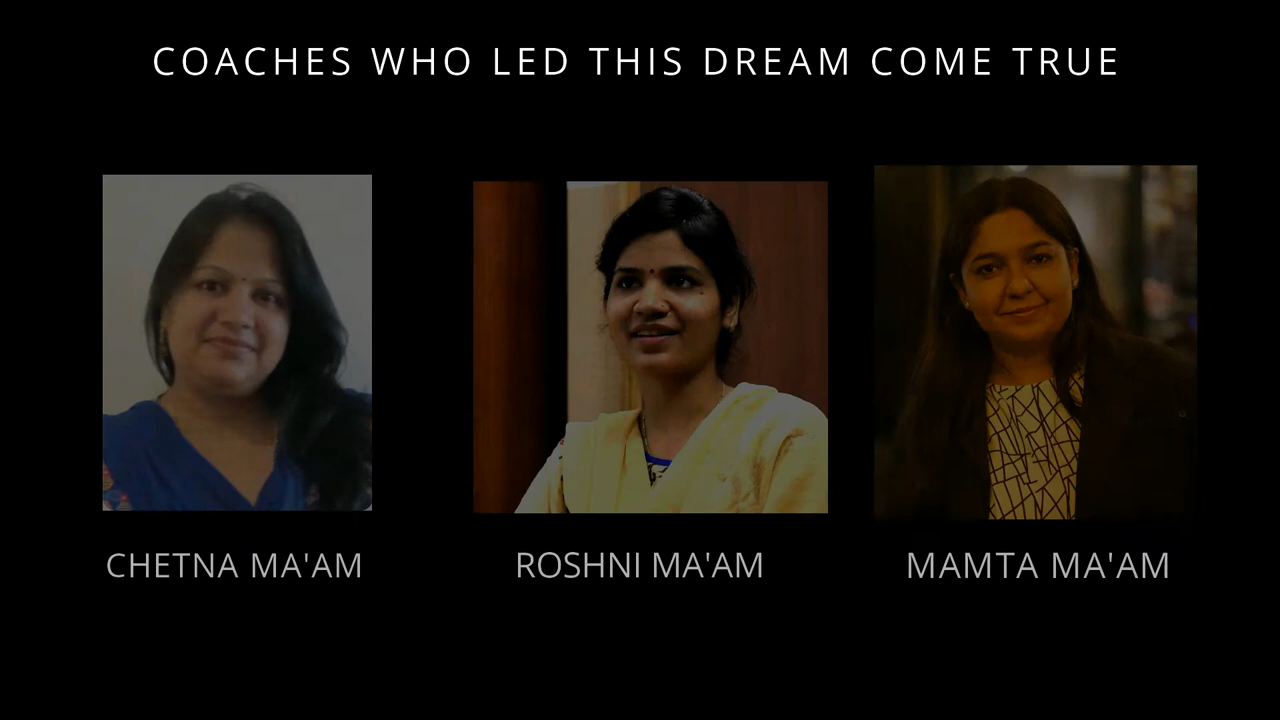 COACHES WHO LED THIS DREAM COME TRUE
CHETNA MA'AM
ROSHNI MA'AM
MAMTA MA'AM